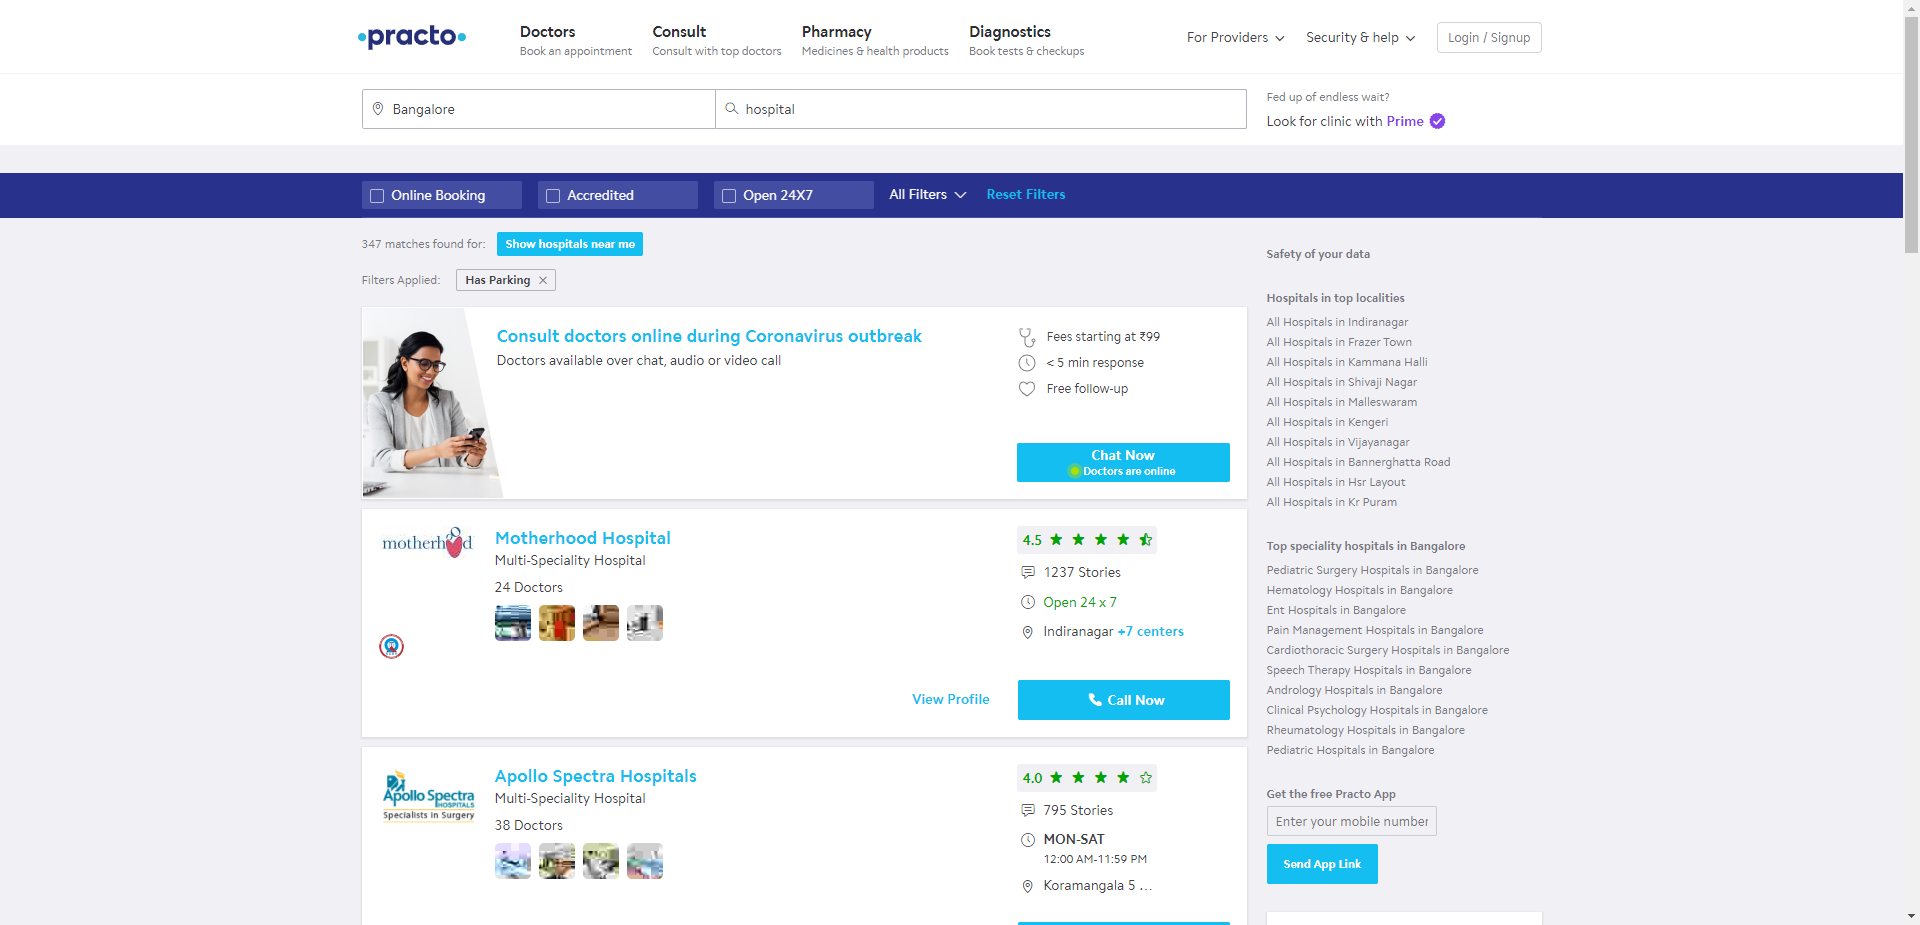 practo
Doctors
Book an appointment
Consult
Consult with top doctors
Pharmacy
Medicines & health products
Diagnostics
Book tests & checkups
For Providers
Security & help
Login / Signup
Bangalore
hospital
Fed up of endless wait?
Look for clinic with Prime
Online Booking
Accredited
Open 24X7
All Filters
Reset Filters
347 matches found for:
Show hospitals near me
Filters Applied:
Has Parking
Consult doctors online during Coronavirus outbreak
Doctors available over chat, audio or video call
Fees starting at ₹99
< 5 min response
Free follow-up
Chat Now
Doctors are online
motherhood
Motherhood Hospital
Multi-Speciality Hospital
24 Doctors
4.5
1237 Stories
Open 24 x 7
Indiranagar +7 centers
View Profile
Call Now
Apollo Spectra
HOSPITALS
Specialists in Surgery
Apollo Spectra Hospitals
Multi-Speciality Hospital
38 Doctors
4.0
795 Stories
MON-SAT
12:00 AM-11:59 PM
Koramangala 5 ...
Safety of your data
Hospitals in top localities
All Hospitals in Indiranagar
All Hospitals in Frazer Town
All Hospitals in Kammana Halli
All Hospitals in Shivaji Nagar
All Hospitals in Malleswaram
All Hospitals in Kengeri
All Hospitals in Vijayanagar
All Hospitals in Bannerghatta Road
All Hospitals in Hsr Layout
All Hospitals in Kr Puram
Top speciality hospitals in Bangalore
Pediatric Surgery Hospitals in Bangalore
Hematology Hospitals in Bangalore
Ent Hospitals in Bangalore
Pain Management Hospitals in Bangalore
Cardiothoracic Surgery Hospitals in Bangalore
Speech Therapy Hospitals in Bangalore
Andrology Hospitals in Bangalore
Clinical Psychology Hospitals in Bangalore
Rheumatology Hospitals in Bangalore
Pediatric Hospitals in Bangalore
Get the free Practo App
Enter your mobile number
Send App Link